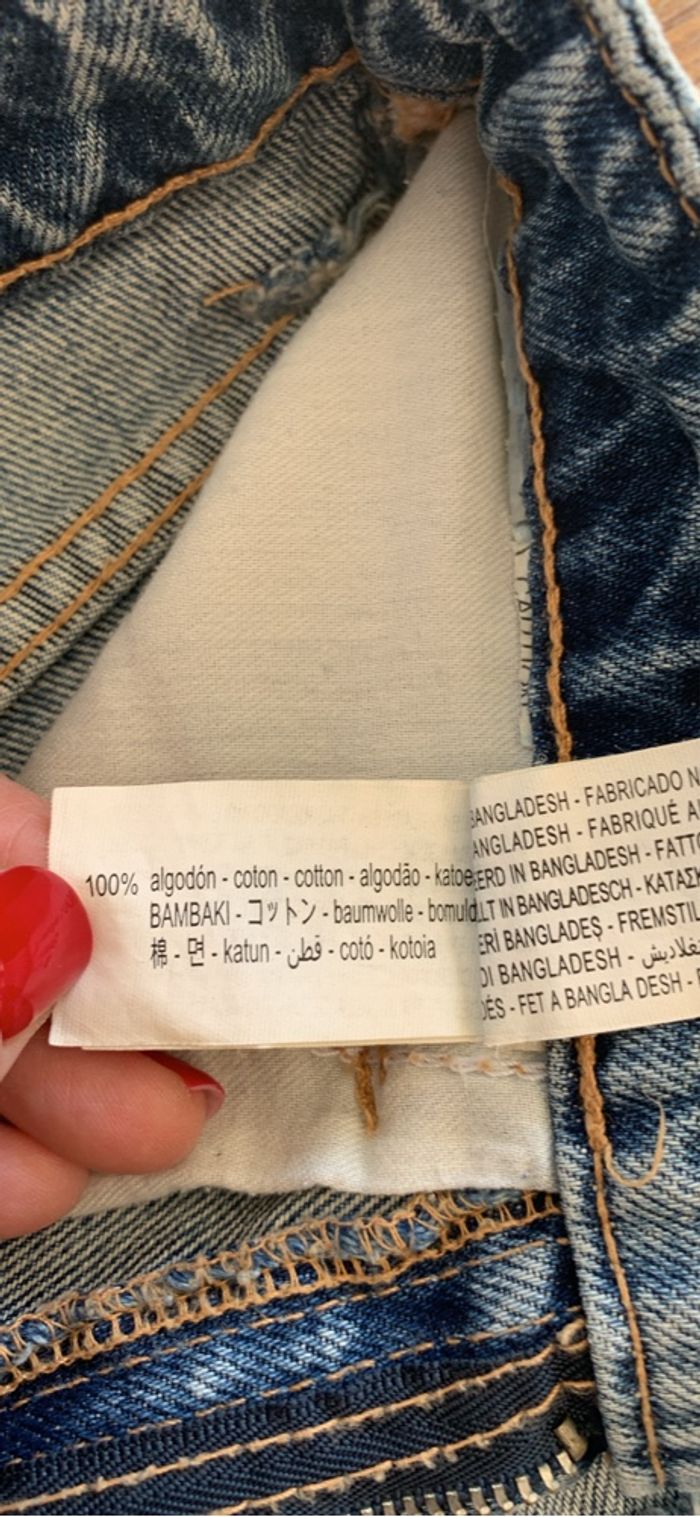 100% algodón - coton - cotton - algodão - katoe
BAMBAKI - コットン - baumwolle - bomuld
棉 - 면 - katun - قطن - cotó - kotoia
BANGLADESH - FABRICADO N
ANGLADESH - FABRIQUÉ A
EERD IN BANGLADESH - FATTO
LLT IN BANGLADESCH - KATAΣK
ERİ BANGLADEŞ - FREMSTIL
DI BANGLADESH -
DÉS - FET A BANGLA DESH -